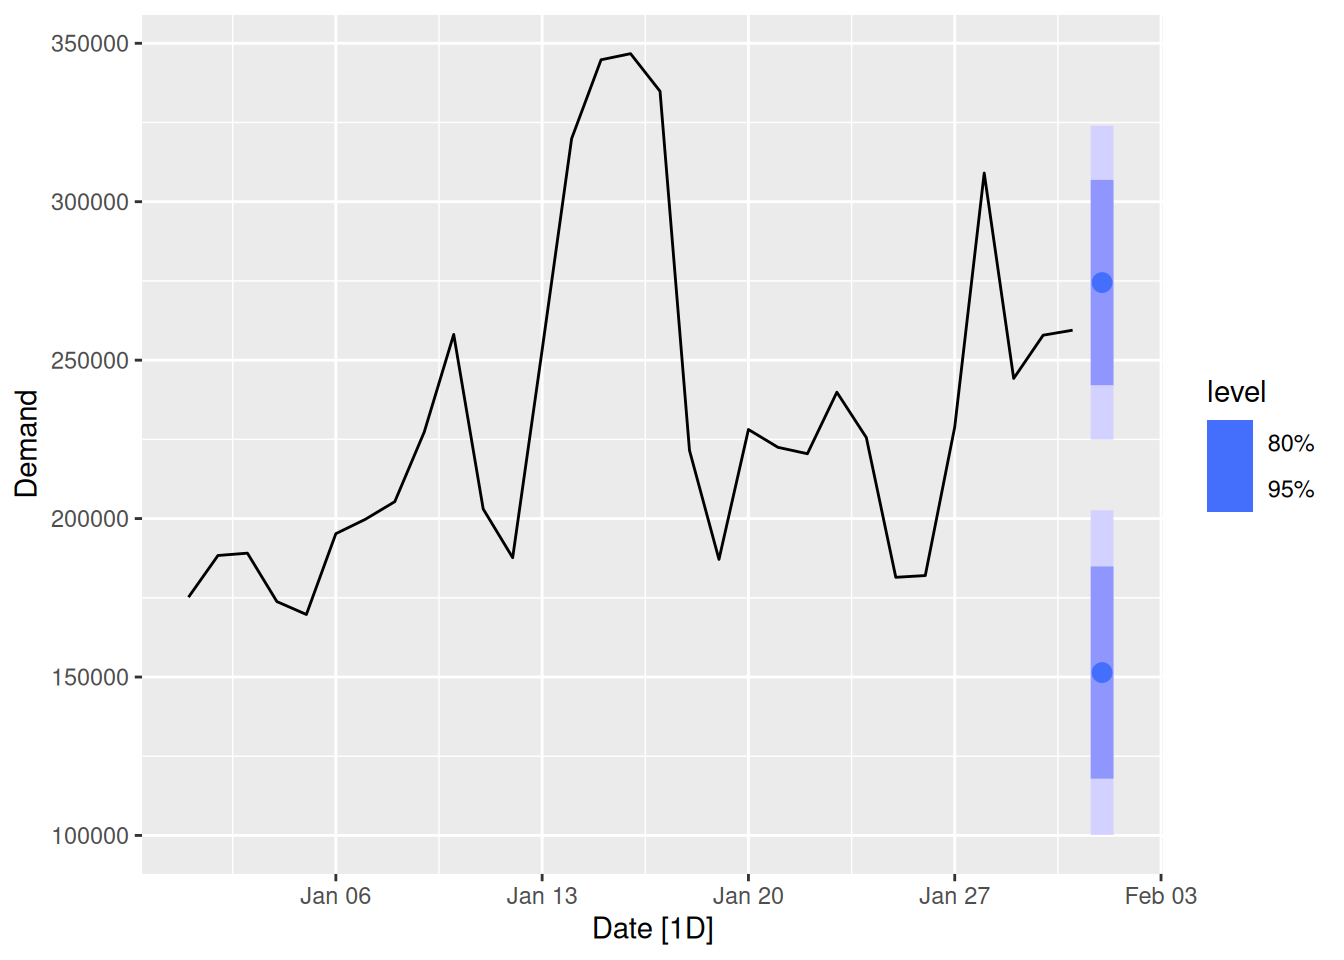 350000
300000
250000
200000
150000
100000
Demand
Jan 06
Jan 13
Jan 20
Jan 27
Feb 03
Date [1D]
level
80%
95%